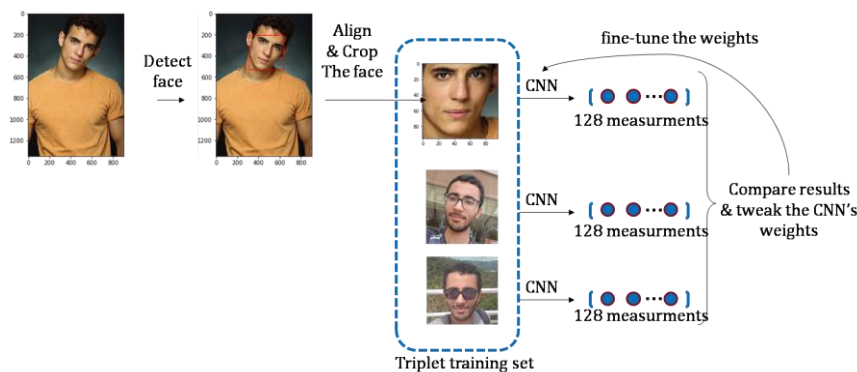 Detect
face
Align
& Crop
The face
fine-tune the weights
CNN
128 measurments
CNN
128 measurments
CNN
128 measurments
Compare results
& tweak the CNN's
weights
Triplet training set
0
200
400
600
800
1000
1200
0 200 400 600 800
0
200
400
600
800
1000
1200
0 200 400 600 800
0
20
40
60
80
0 20 40 60 80